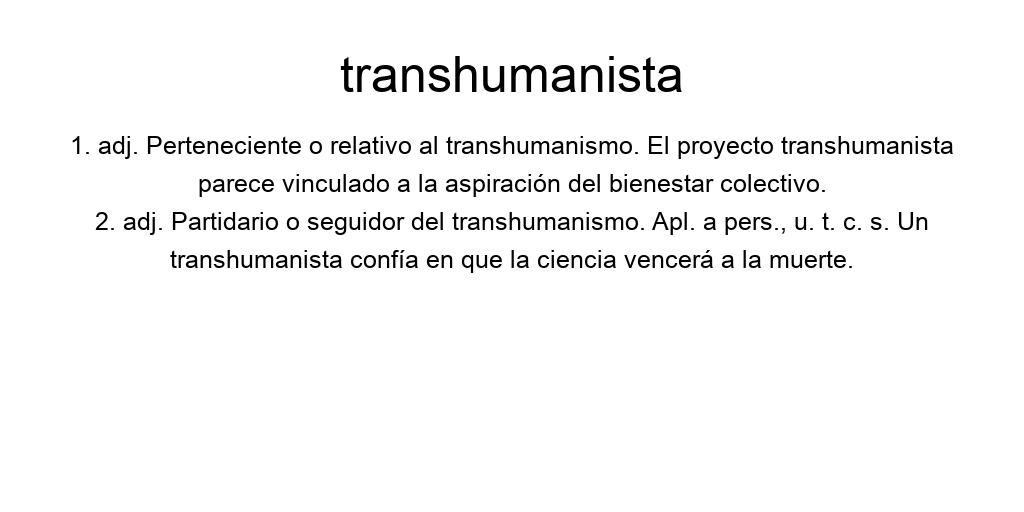 transhumanista
1. adj. Perteneciente o relativo al transhumanismo. El proyecto transhumanista
parece vinculado a la aspiración del bienestar colectivo.
2. adj. Partidario o seguidor del transhumanismo. Apl. a pers., u. t. c. s. Un
transhumanista confía en que la ciencia vencerá a la muerte.